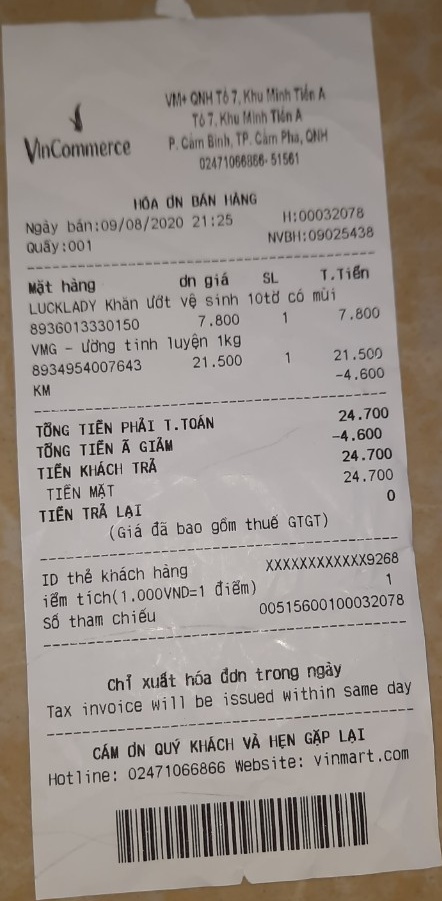 VinCommerce
VM+ QNH Tổ 7, Khu Minh Tiến A
Tổ 7, Khu Minh Tiến A
P. Cẩm Bình, TP. Cẩm Phả, QNH
02471066866-51561
HÓA ƠN BÁN HÀNG
Ngày bán:09/08/2020 21:25 H:00032078
Quầy:001 NVBH:09025438
Mặt hàng ơn giá SL T.Tiền
LUCKLADY Khăn ướt vệ sinh 10tờ có mùi
8936013330150 7.800 1 7.800
VMG - ường tinh luyện 1kg
8934954007643 21.500 1 21.500
KM -4.600
TỔNG TIỀN PHẢI T.TOÁN 24.700
TỔNG TIỀN Ã GIẢM -4.600
TIỀN KHÁCH TRẢ 24.700
TIỀN MẶT 24.700
TIỀN TRẢ LẠI 0
(Giá đã bao gồm thuế GTGT)
ID thẻ khách hàng XXXXXXXXXXXX9268
iểm tích(1.000VND=1 điểm) 1
số tham chiếu 00515600100032078
Chỉ xuất hóa đơn trong ngày
Tax invoice will be issued within same day
CÁM ƠN QUÝ KHÁCH VÀ HẸN GẶP LẠI
Hotline: 02471066866 Website: vinmart.com